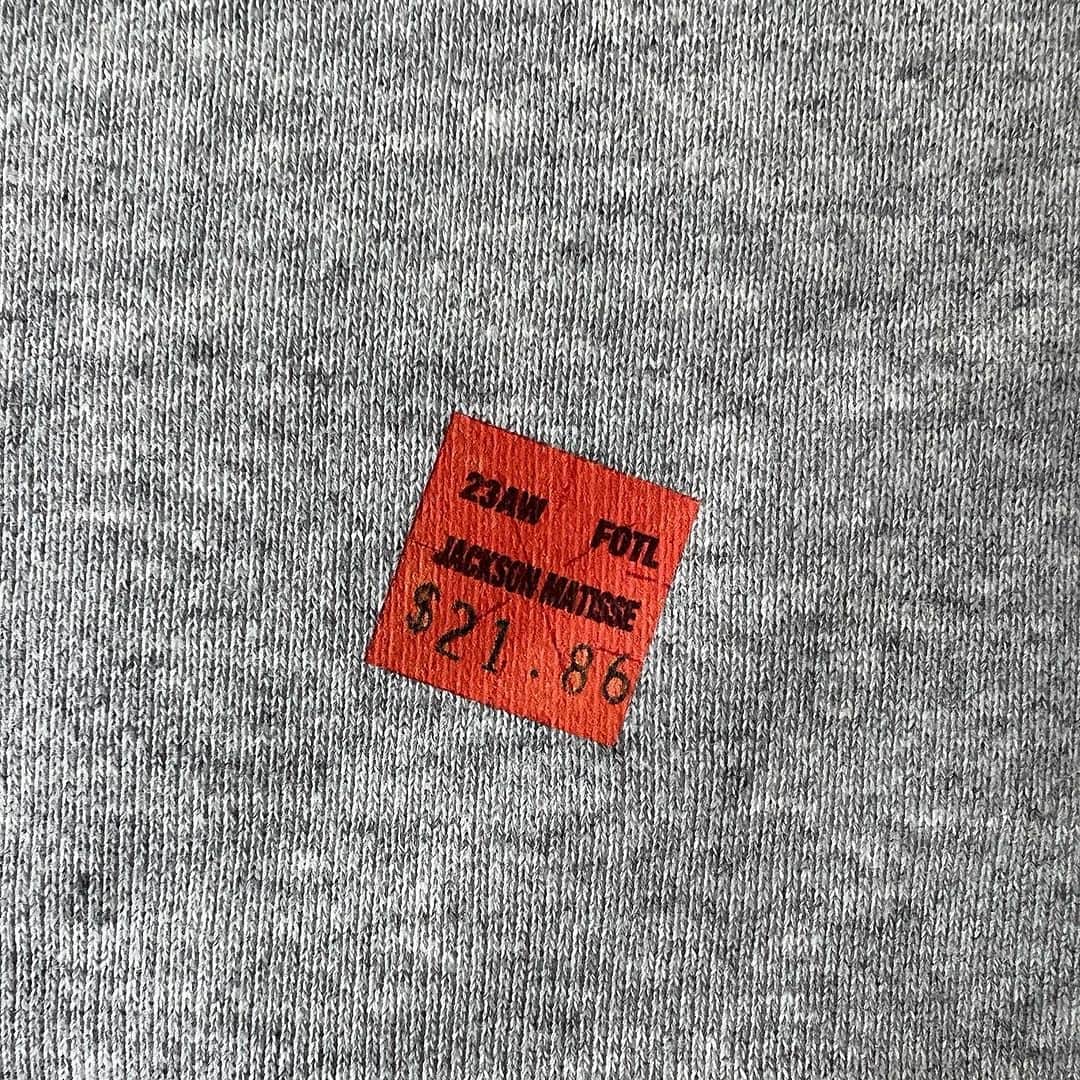 23AW FOTL
JACKSON MATISSE
$21.86